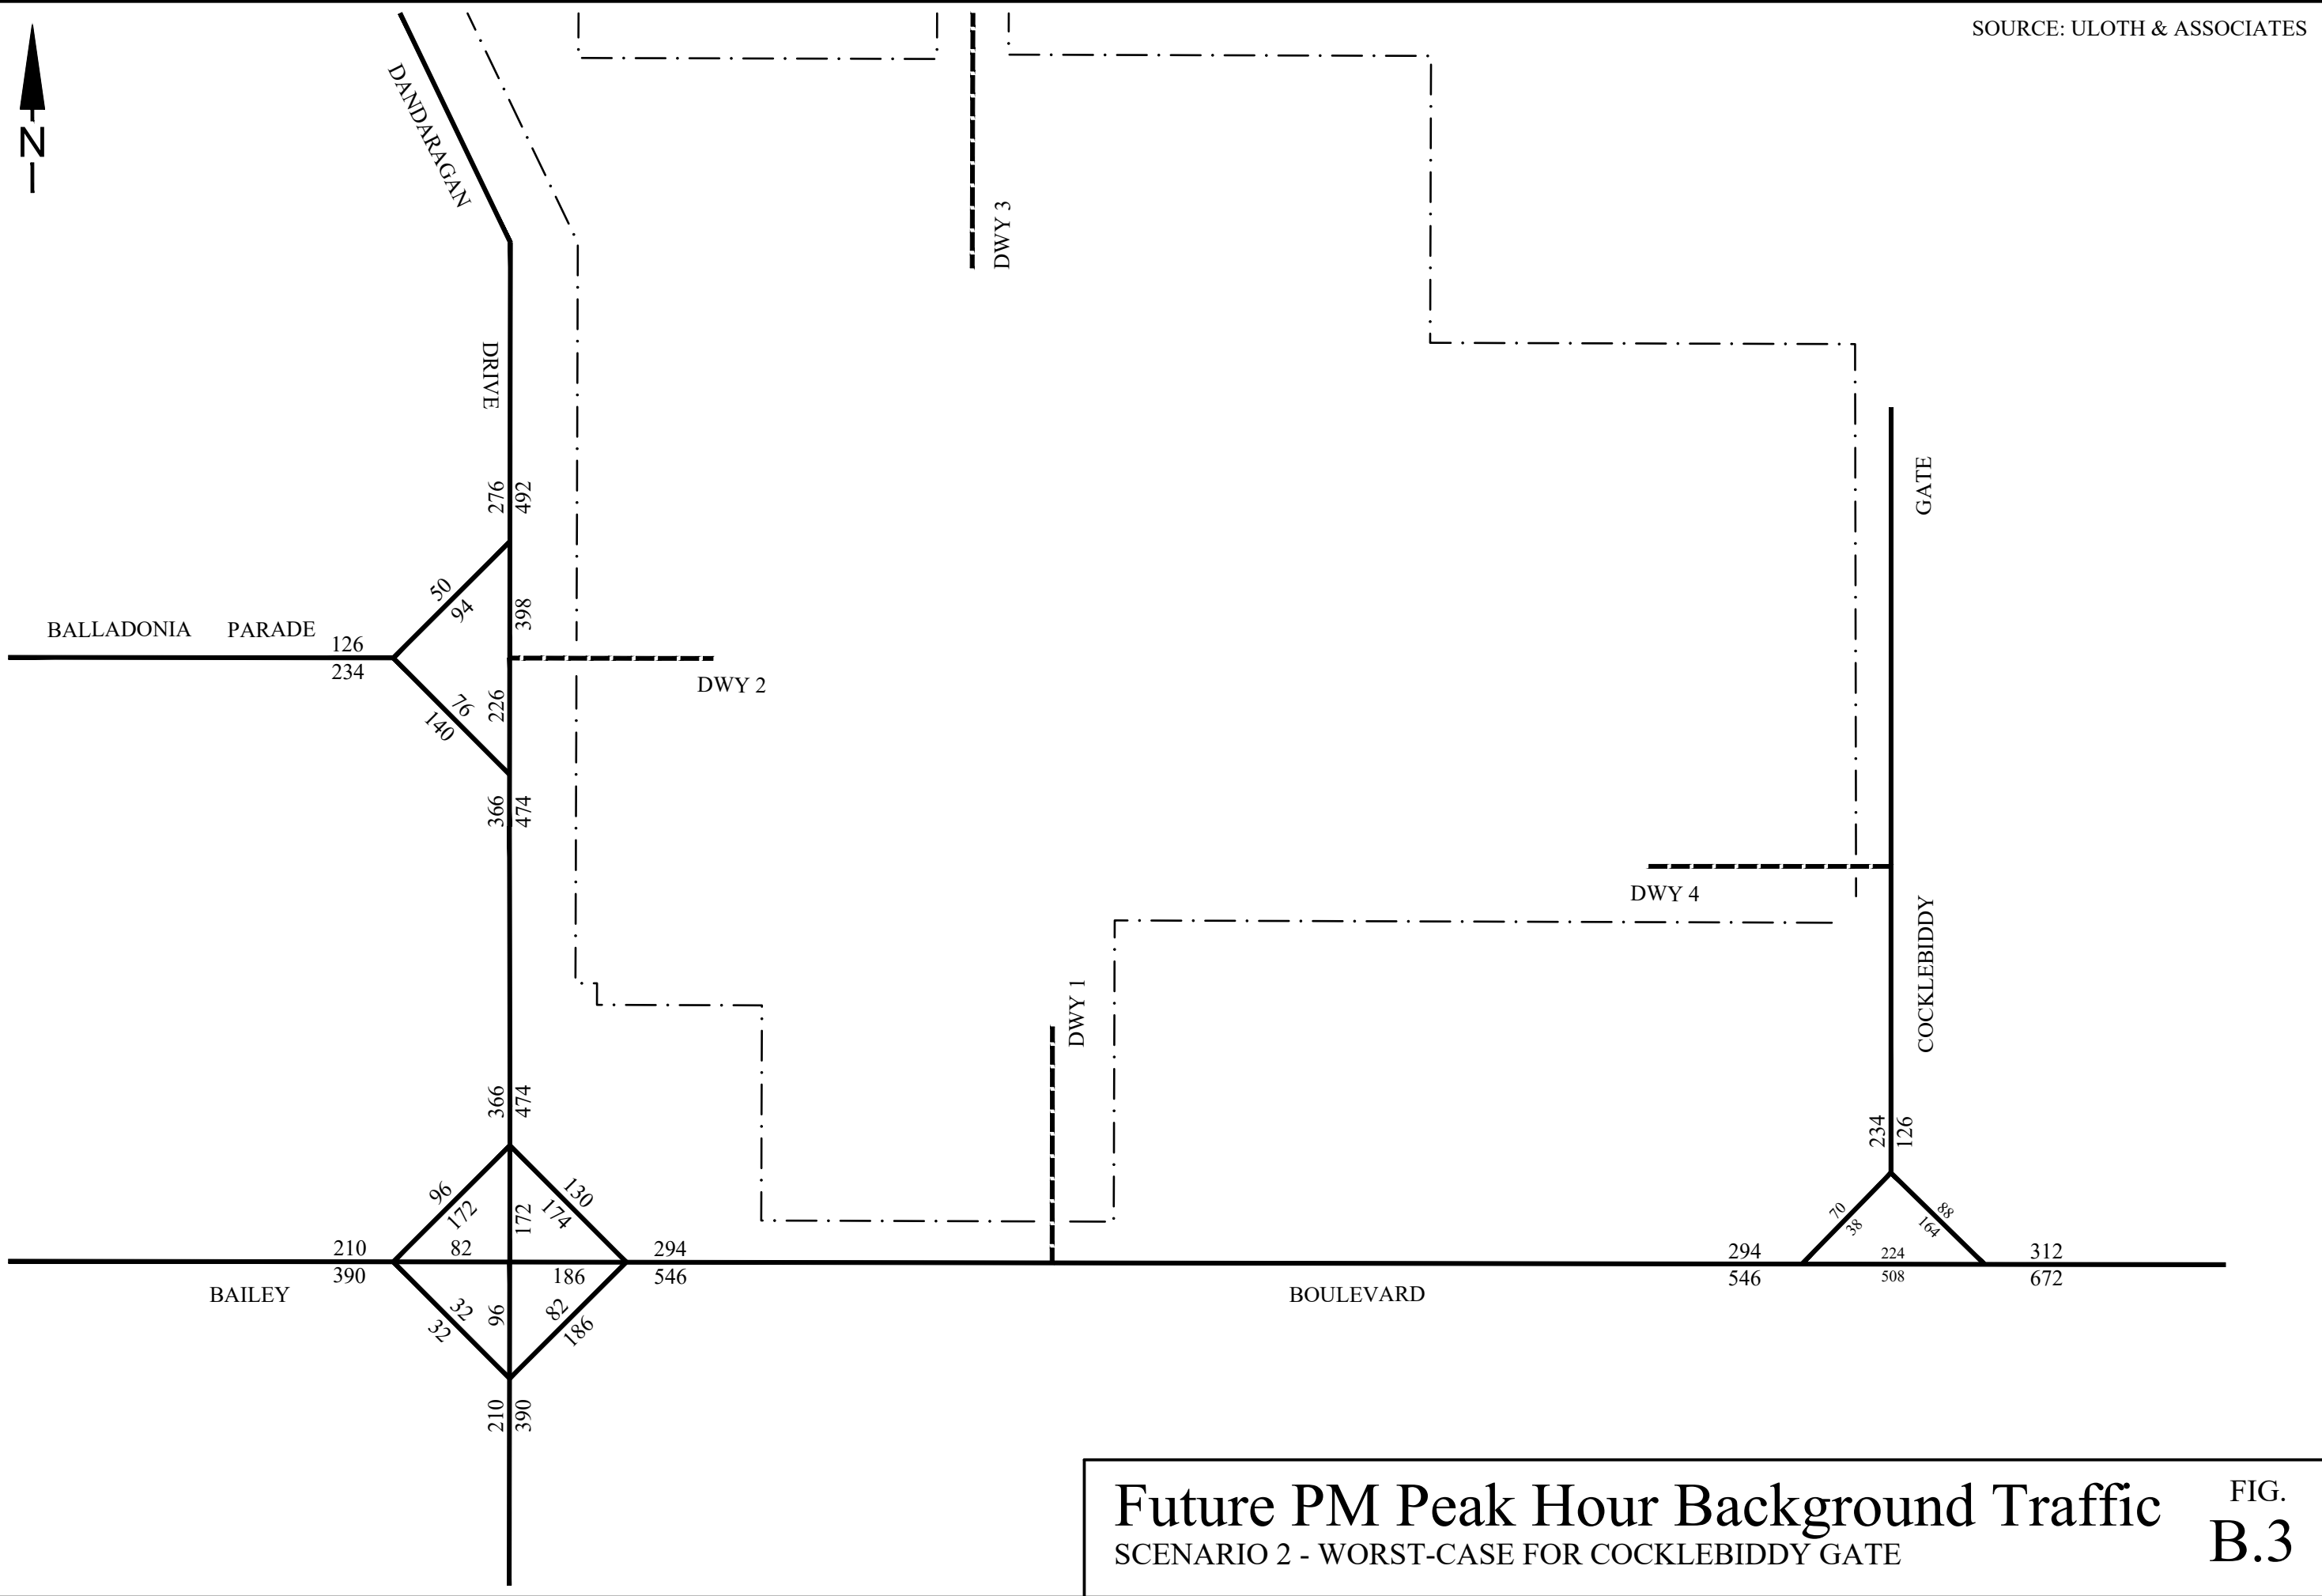 SOURCE: ULOTH & ASSOCIATES
N
DANDARAGAN
DRIVE
DWY 3
GATE
276
492
50
94
398
BALLADONIA PARADE
126
234
DWY 2
76
140
226
366
474
DWY 4
COCKLEBIDDY
DWY 1
366
474
234
126
96
172
172
130
174
70
38
88
164
210
390
82
186
294
546
294
546
224
508
312
672
BAILEY
BOULEVARD
32
32
96
82
186
210
390
Future PM Peak Hour Background Traffic
SCENARIO 2 - WORST-CASE FOR COCKLEBIDDY GATE
FIG.
B.3